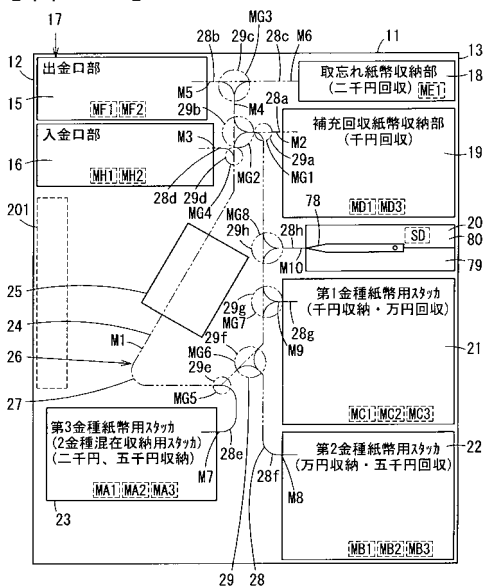 17
11
13
12
29c
MG3
28b
28c
M6
出金口部
MF1 MF2
15
M5
取忘れ紙幣収納部
(二千円回収)
ME1
18
M4
29b
28a
M3
M2
29a
MG1
入金口部
MH1 MH2
16
28d
29d
MG2
MG4
補充回収紙幣収納部
(千円回収)
MD1 MD3
19
201
MG8
29h
28h
78
M10
SD
20
80
79
25
24
M1
26
27
29g
MG7
29f
MG6
29e
MG5
28g
M9
第1金種紙幣用スタッカ
(千円収納・万円回収)
MC1 MC2 MC3
21
第3金種紙幣用スタッカ
(2金種混在収納用スタッカ)
(二千円、五千円収納)
MA1 MA2 MA3
23
28e
M7
28f
M8
第2金種紙幣用スタッカ
(万円収納・五千円回収)
MB1 MB2 MB3
22
29
28